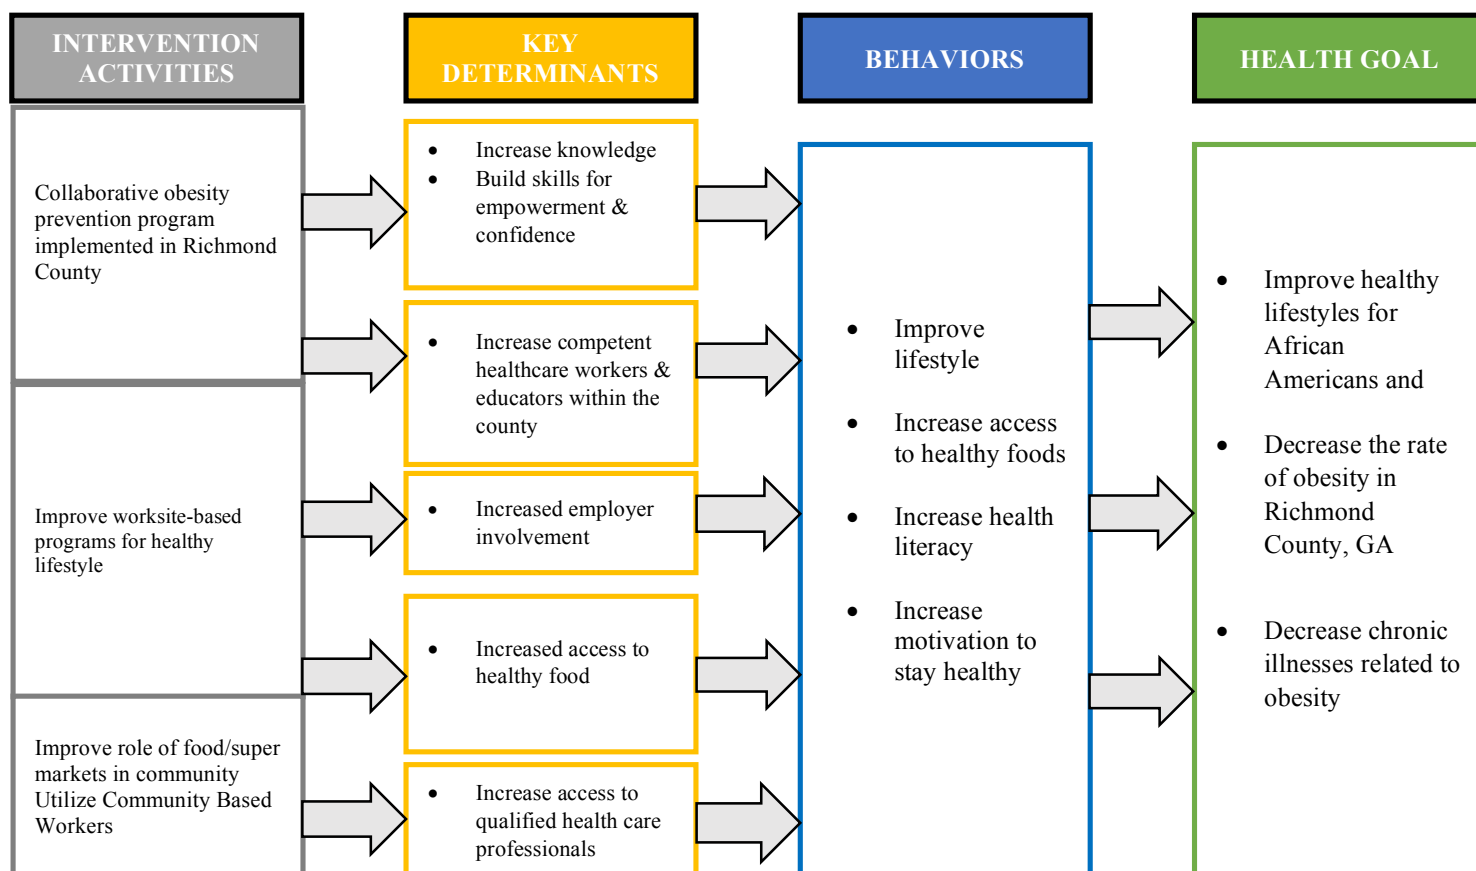 INTERVENTION
ACTIVITIES
KEY
DETERMINANTS
BEHAVIORS
HEALTH GOAL
Collaborative obesity
prevention program
implemented in Richmond
County
Improve worksite-based
programs for healthy
lifestyle
Improve role of food/super
markets in community
Utilize Community Based
Workers
• Increase knowledge
• Build skills for
empowerment &
confidence
• Increase competent
healthcare workers &
educators within the
county
• Increased employer
involvement
• Increased access to
healthy food
• Increase access to
qualified health care
professionals
• Improve
lifestyle
• Increase access
to healthy foods
• Increase health
literacy
• Increase
motivation to
stay healthy
• Improve healthy
lifestyles for
African
Americans and
• Decrease the rate
of obesity in
Richmond
County, GA
• Decrease chronic
illnesses related to
obesity